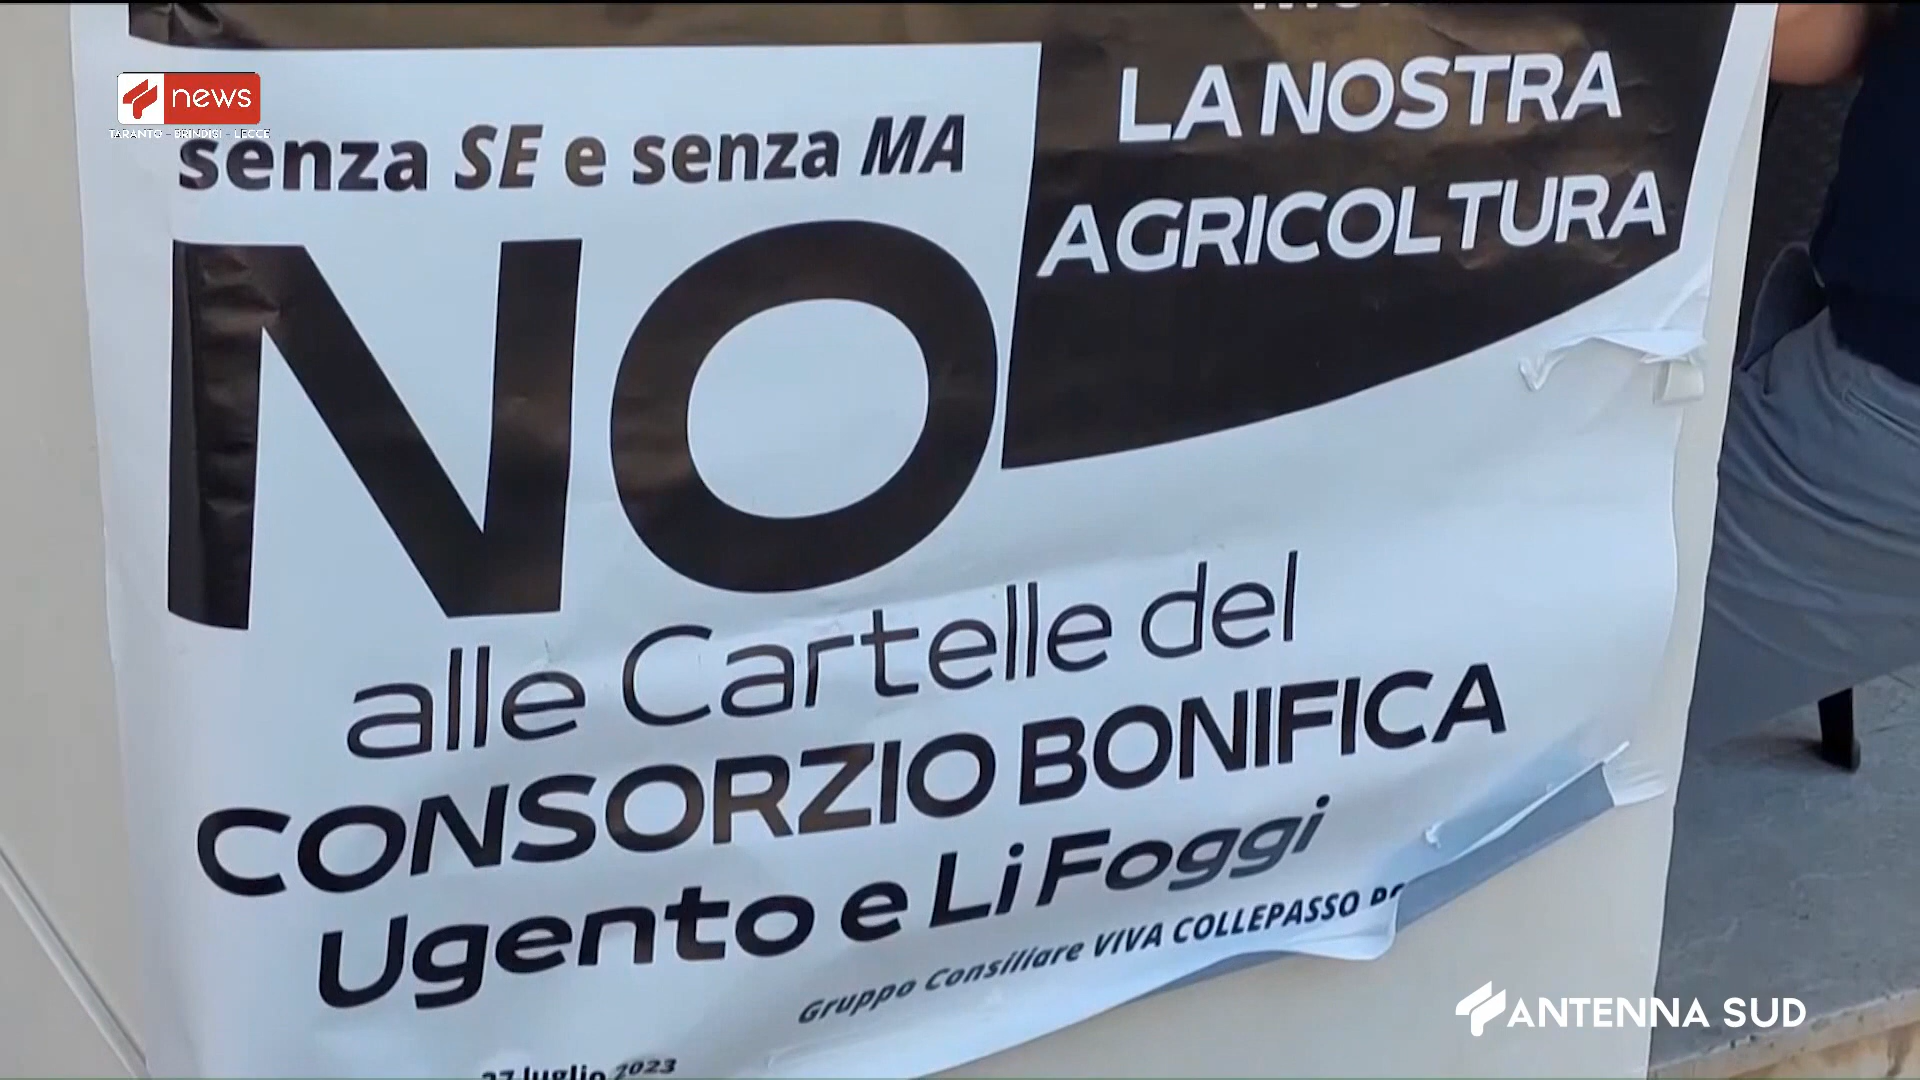 news
TARANTO - BRINDISI - LECCE
LA NOSTRA
AGRICOLTURA
senza SE e senza MA
NO
alle Cartelle del
CONSORZIO BONIFICA
Ugento e Li Foggi
Gruppo Consiliare VIVA COLLEPASSO
27 luglio 2023
ANTENNA SUD